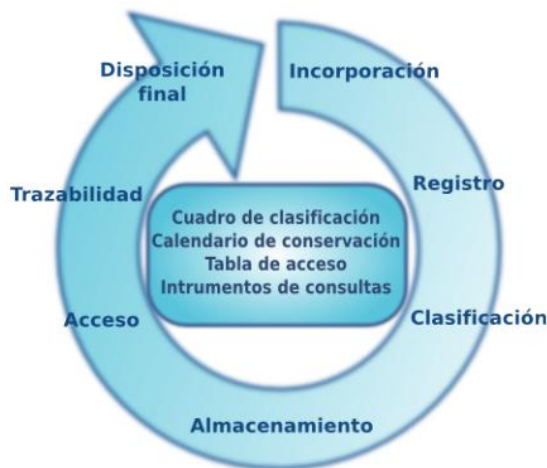 Disposición
final
Incorporación
Registro
Clasificación
Almacenamiento
Acceso
Trazabilidad
Cuadro de clasificación
Calendario de conservación
Tabla de acceso
Intrumentos de consultas